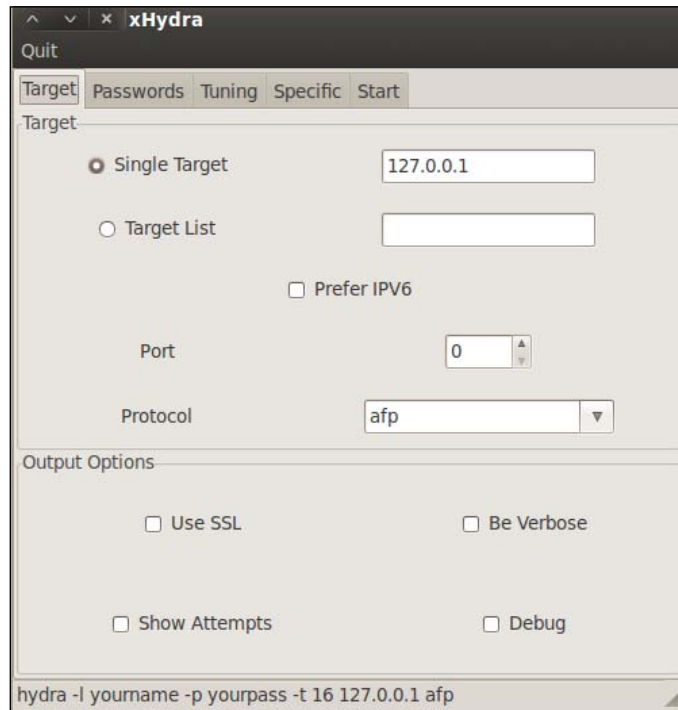 xHydra
Quit
Target Passwords Tuning Specific Start
Target
Single Target 127.0.0.1
Target List
Prefer IPV6
Port 0
Protocol afp
Output Options
Use SSL Be Verbose
Show Attempts Debug
hydra -l yourname -p yourpass -t 16 127.0.0.1 afp